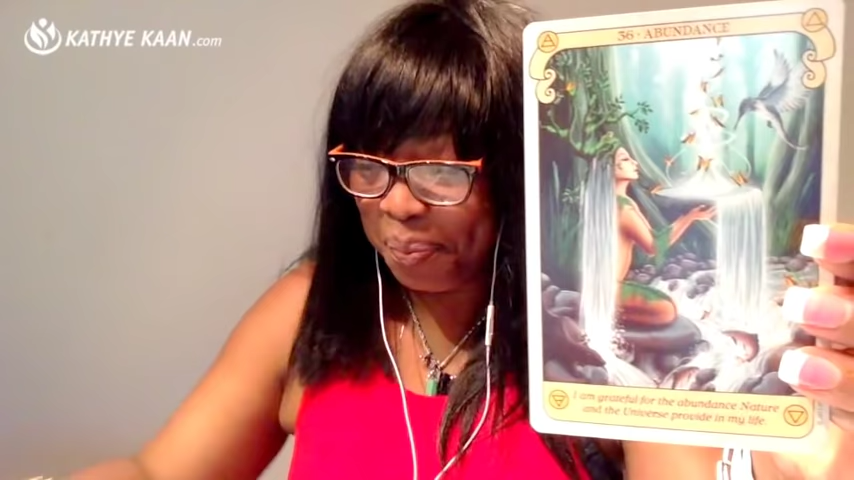 KATHYE KAAN.com
36 · ABUNDANCE
I am grateful for the abundance Nature
and the Universe provide in my life.